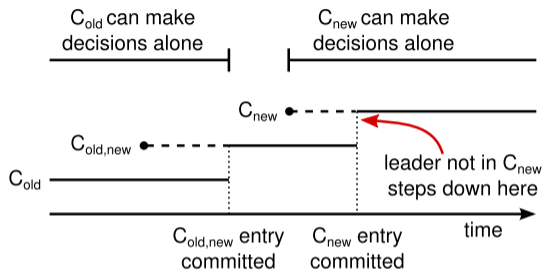 C_old can make
decisions alone
C_new can make
decisions alone
C_new
C_old,new
C_old
leader not in C_new
steps down here
time
C_old,new entry
committed
C_new entry
committed